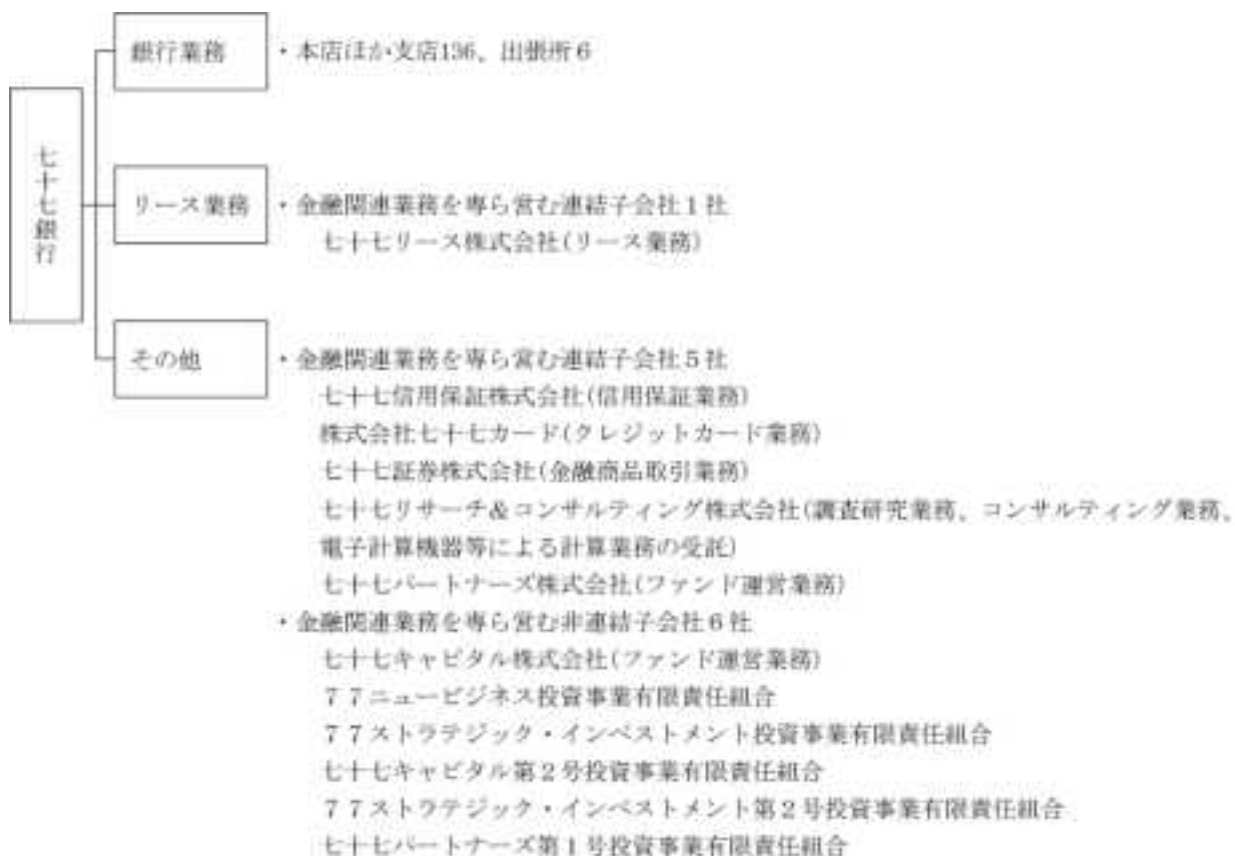 七十七銀行
銀行業務
・本店ほか支店136、出張所6
リース業務
・金融関連業務を専ら営む連結子会社1社
七十七リース株式会社(リース業務)
その他
・金融関連業務を専ら営む連結子会社5社
七十七信用保証株式会社(信用保証業務)
株式会社七十七カード(クレジットカード業務)
七十七証券株式会社(金融商品取引業務)
七十七リサーチ&コンサルティング株式会社(調査研究業務、コンサルティング業務、
電子計算機器等による計算業務の受託)
七十七パートナーズ株式会社(ファンド運営業務)
・金融関連業務を専ら営む非連結子会社6社
七十七キャピタル株式会社(ファンド運営業務)
77ニュービジネス投資事業有限責任組合
77ストラテジック・インベストメント投資事業有限責任組合
七十七キャピタル第2号投資事業有限責任組合
77ストラテジック・インベストメント第2号投資事業有限責任組合
七十七パートナーズ第1号投資事業有限責任組合